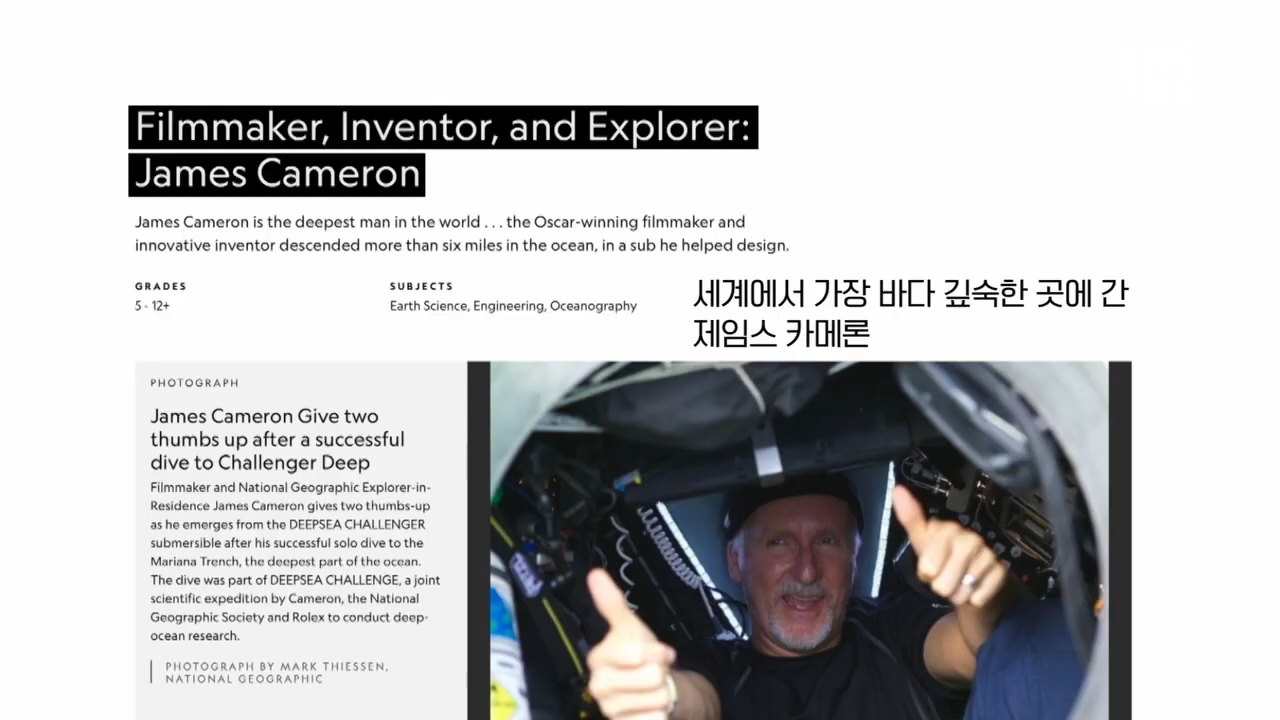 Filmmaker, Inventor, and Explorer:
James Cameron
James Cameron is the deepest man in the world . . . the Oscar-winning filmmaker and
innovative inventor descended more than six miles in the ocean, in a sub he helped design.
GRADES
5 - 12+
SUBJECTS
Earth Science, Engineering, Oceanography
세계에서 가장 바다 깊숙한 곳에 간
제임스 카메론
PHOTOGRAPH
James Cameron Give two
thumbs up after a successful
dive to Challenger Deep
Filmmaker and National Geographic Explorer-in-
Residence James Cameron gives two thumbs-up
as he emerges from the DEEPSEA CHALLENGER
submersible after his successful solo dive to the
Mariana Trench, the deepest part of the ocean.
The dive was part of DEEPSEA CHALLENGE, a joint
scientific expedition by Cameron, the National
Geographic Society and Rolex to conduct deep-
ocean research.
PHOTOGRAPH BY MARK THIESSEN,
NATIONAL GEOGRAPHIC